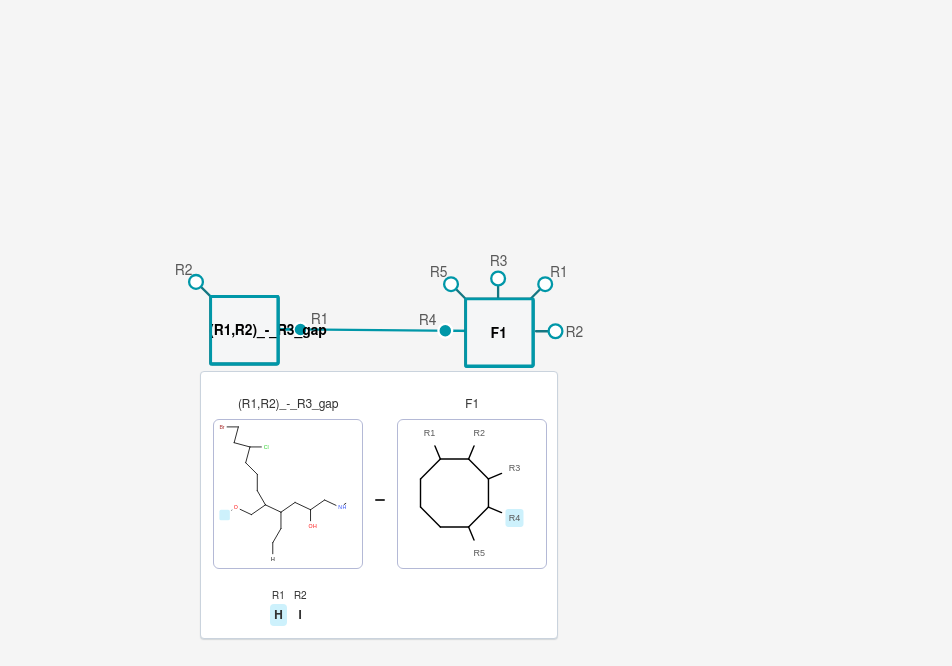 R3
R2
R5
R1
R1
R4
(R1,R2)_-_R3_gap
F1
R2
(R1,R2)_-_R3_gap
F1
Br
Cl
O
NH
OH
H
–
R1
R2
R3
R4
R5
R1 R2
H I